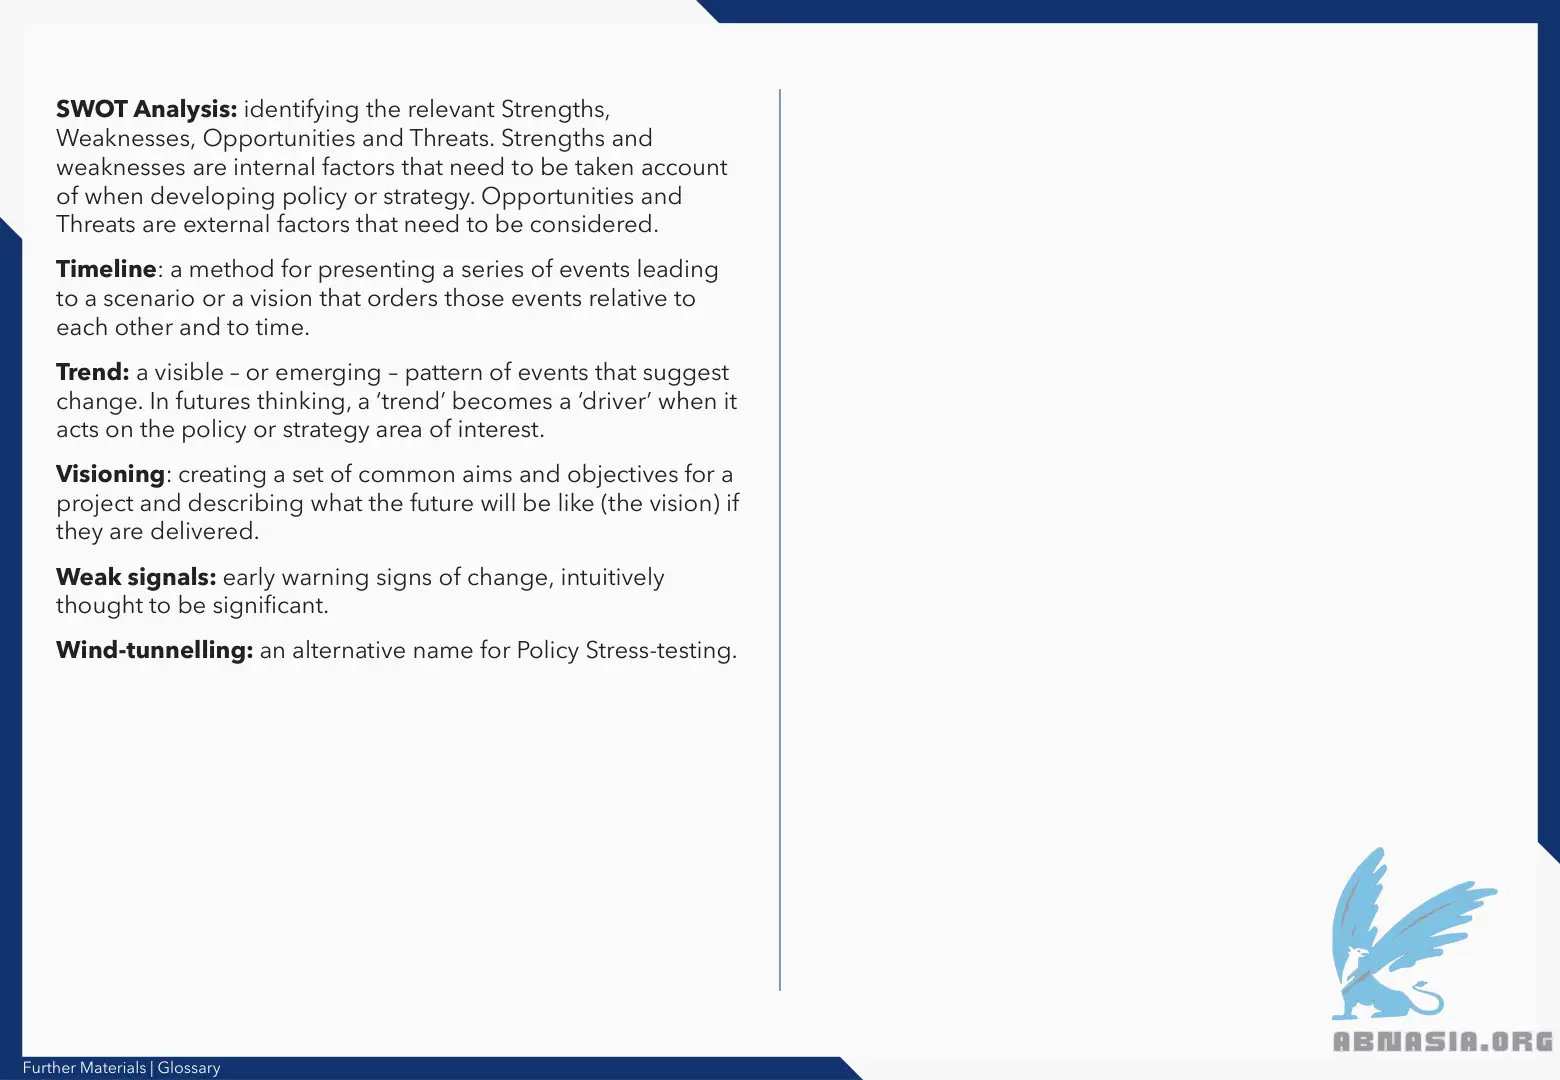 SWOT Analysis: identifying the relevant Strengths,
Weaknesses, Opportunities and Threats. Strengths and
weaknesses are internal factors that need to be taken account
of when developing policy or strategy. Opportunities and
Threats are external factors that need to be considered.
Timeline: a method for presenting a series of events leading
to a scenario or a vision that orders those events relative to
each other and to time.
Trend: a visible – or emerging – pattern of events that suggest
change. In futures thinking, a ‘trend’ becomes a ‘driver’ when it
acts on the policy or strategy area of interest.
Visioning: creating a set of common aims and objectives for a
project and describing what the future will be like (the vision) if
they are delivered.
Weak signals: early warning signs of change, intuitively
thought to be significant.
Wind-tunnelling: an alternative name for Policy Stress-testing.
ABNASIA.ORG
Further Materials | Glossary